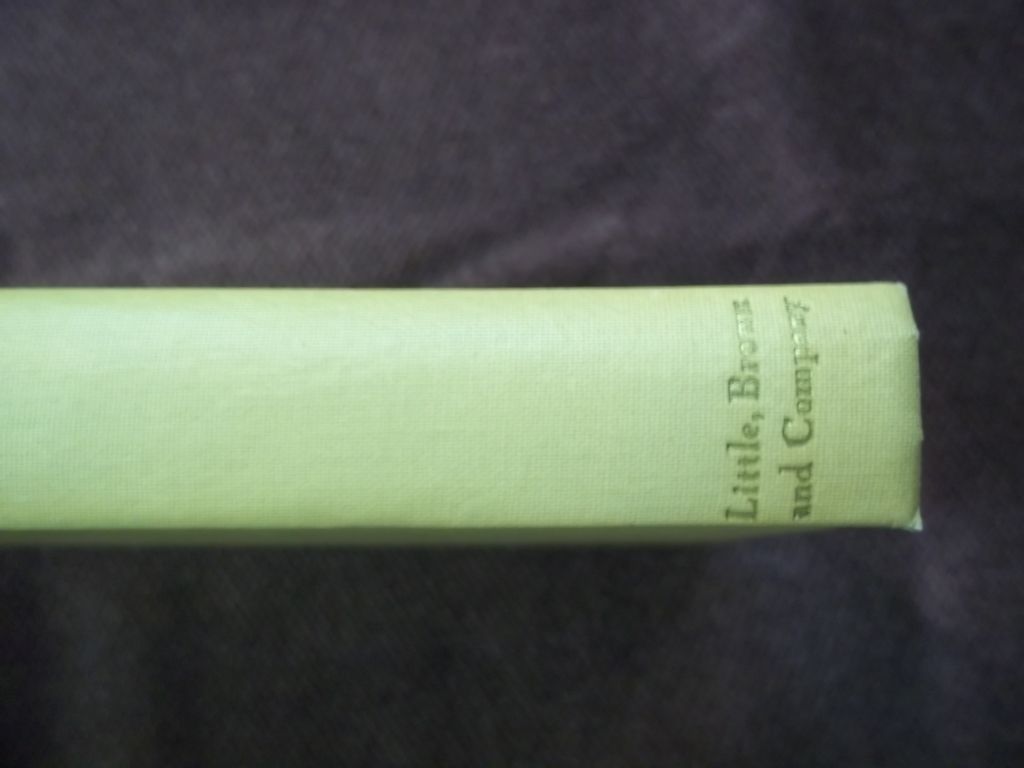 Little, Brown
and Company